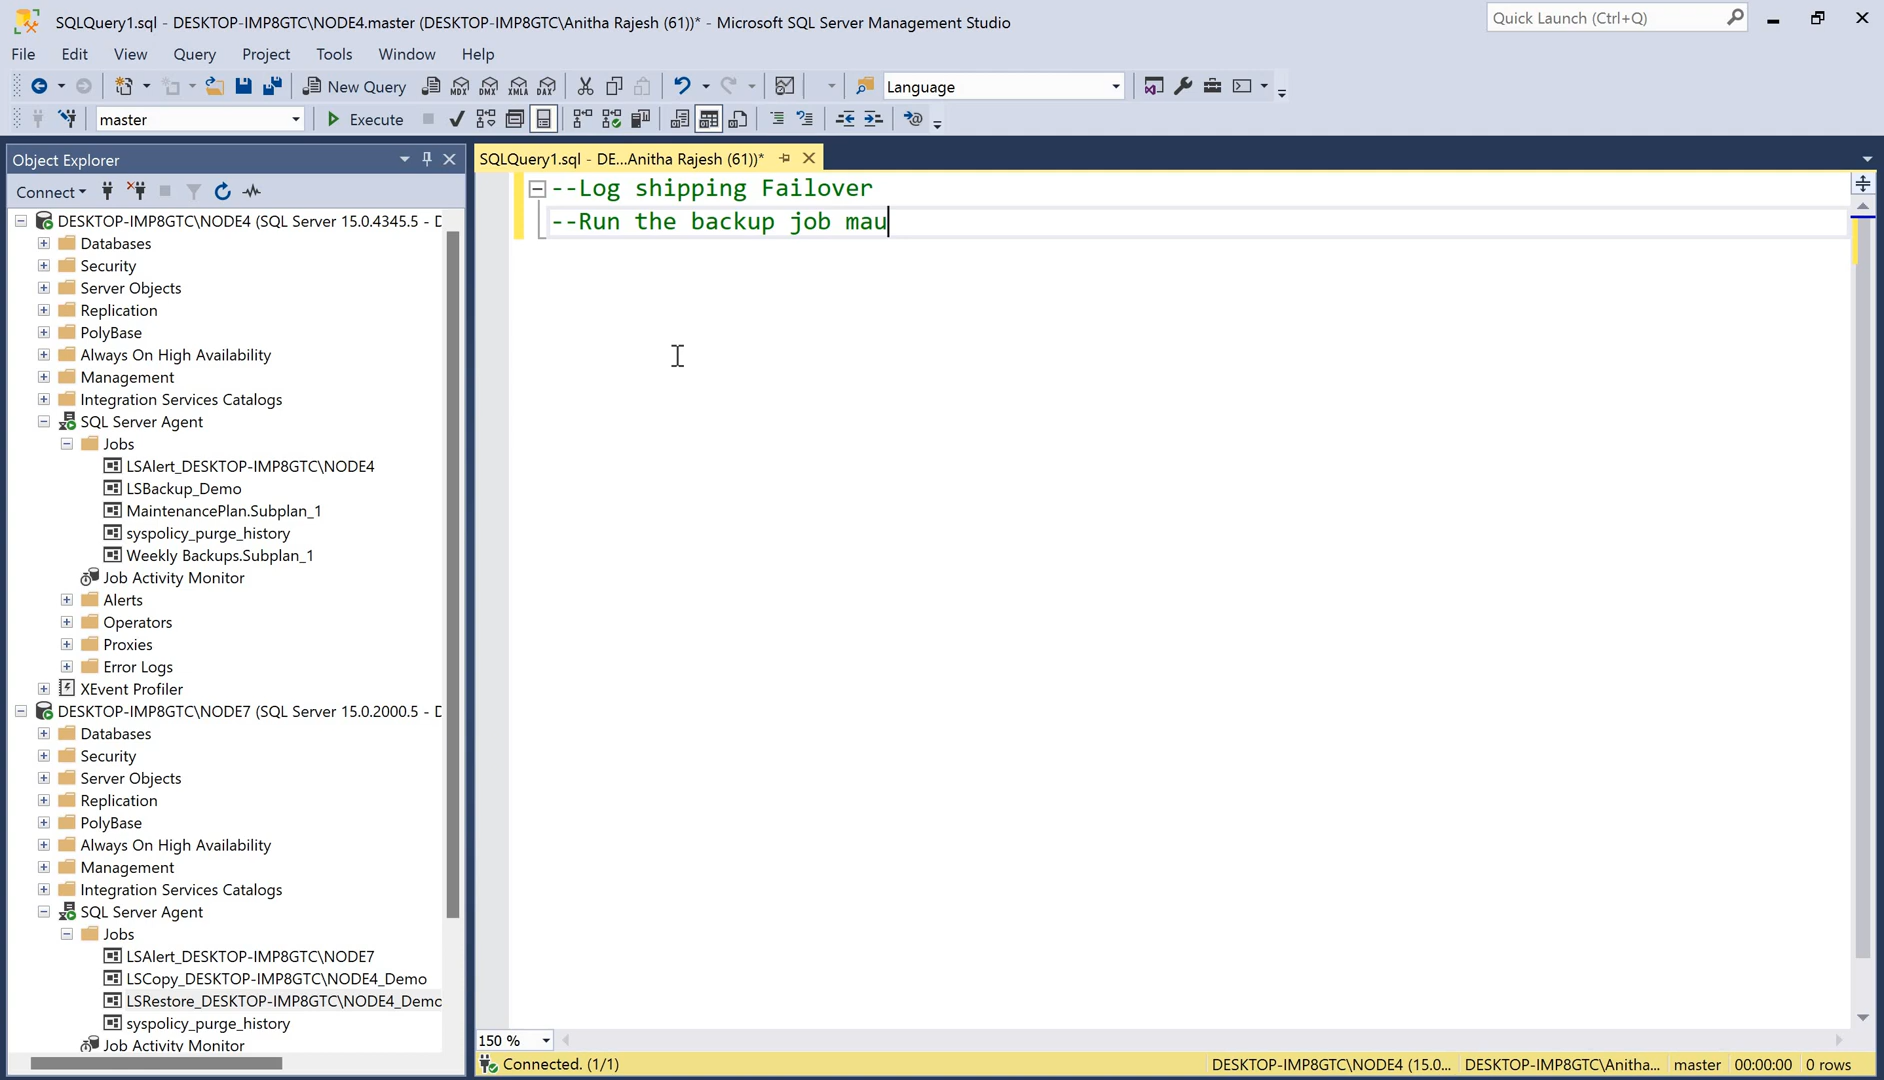 SQLQuery1.sql - DESKTOP-IMP8GTC\NODE4.master (DESKTOP-IMP8GTC\Anitha Rajesh (61))* - Microsoft SQL Server Management Studio
Quick Launch (Ctrl+Q)
File Edit View Query Project Tools Window Help
New Query MDX DMX XMLA DAX Language
master Execute
Object Explorer
SQLQuery1.sql - DE...Anitha Rajesh (61))*
Connect
--Log shipping Failover
--Run the backup job mau
DESKTOP-IMP8GTC\NODE4 (SQL Server 15.0.4345.5 - D
Databases
Security
Server Objects
Replication
PolyBase
Always On High Availability
Management
Integration Services Catalogs
SQL Server Agent
Jobs
LSAlert_DESKTOP-IMP8GTC\NODE4
LSBackup_Demo
MaintenancePlan.Subplan_1
syspolicy_purge_history
Weekly Backups.Subplan_1
Job Activity Monitor
Alerts
Operators
Proxies
Error Logs
XEvent Profiler
DESKTOP-IMP8GTC\NODE7 (SQL Server 15.0.2000.5 - D
Databases
Security
Server Objects
Replication
PolyBase
Always On High Availability
Management
Integration Services Catalogs
SQL Server Agent
Jobs
LSAlert_DESKTOP-IMP8GTC\NODE7
LSCopy_DESKTOP-IMP8GTC\NODE4_Demo
LSRestore_DESKTOP-IMP8GTC\NODE4_Demo
syspolicy_purge_history
Job Activity Monitor
150 %
Connected. (1/1)
DESKTOP-IMP8GTC\NODE4 (15.0... DESKTOP-IMP8GTC\Anitha... master 00:00:00 0 rows